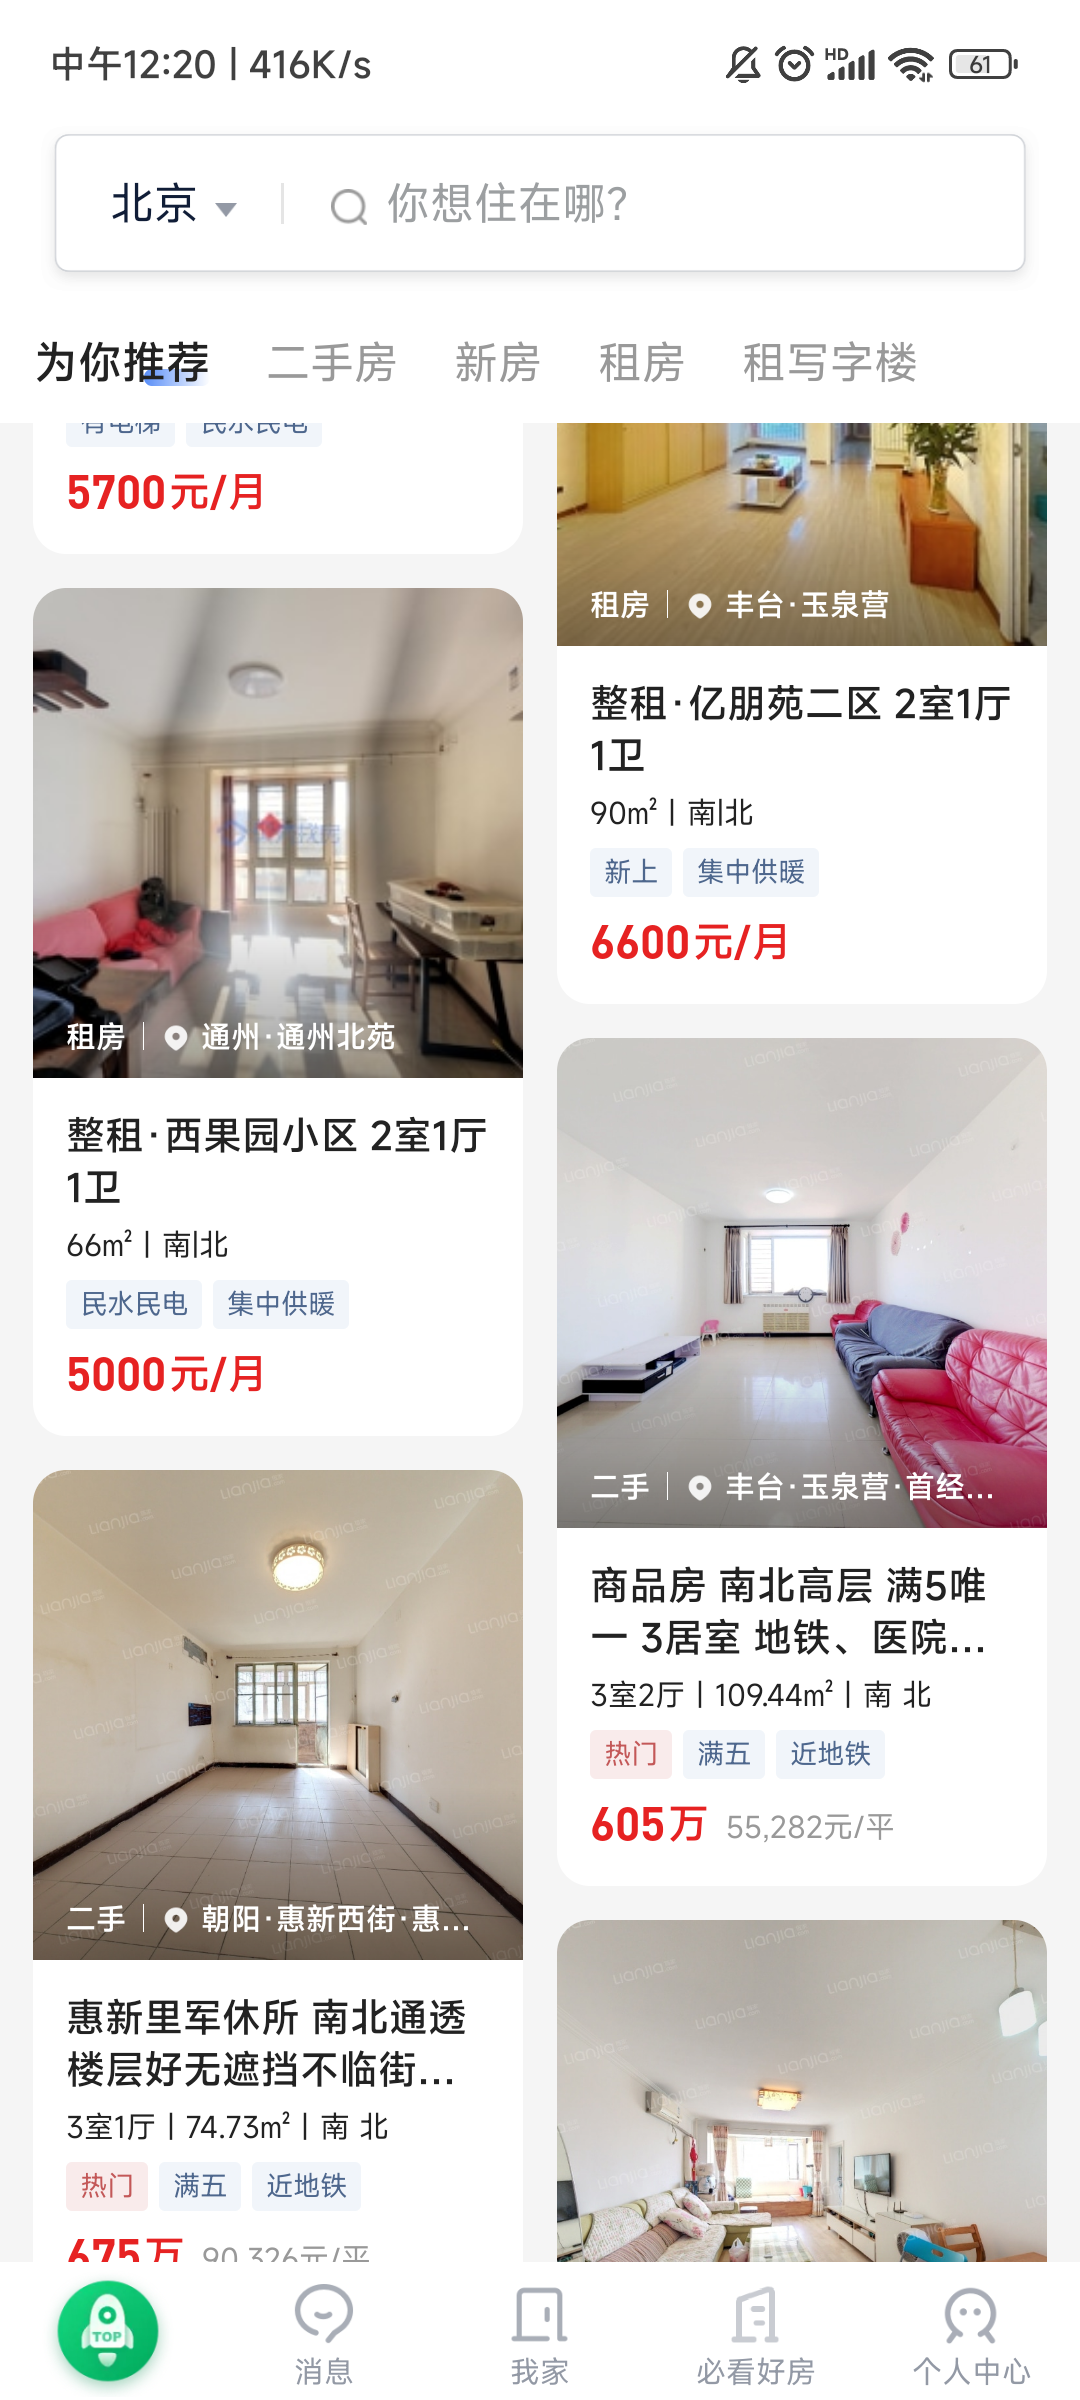 中午12:20 | 416K/s
HD
61
北京
你想住在哪?
为你推荐
二手房
新房
租房
租写字楼
有电梯
民水民电
5700元/月
租房
通州·通州北苑
整租·西果园小区 2室1厅
1卫
66m² | 南|北
民水民电
集中供暖
5000元/月
二手
朝阳·惠新西街·惠...
惠新里军休所 南北通透
楼层好无遮挡不临街...
3室1厅 | 74.73m² | 南 北
热门
满五
近地铁
675万 90,326元/平
租房
丰台·玉泉营
整租·亿朋苑二区 2室1厅
1卫
90m² | 南|北
新上
集中供暖
6600元/月
二手
丰台·玉泉营·首经...
商品房 南北高层 满5唯
一 3居室 地铁、医院...
3室2厅 | 109.44m² | 南 北
热门
满五
近地铁
605万 55,282元/平
TOP
消息
我家
必看好房
个人中心